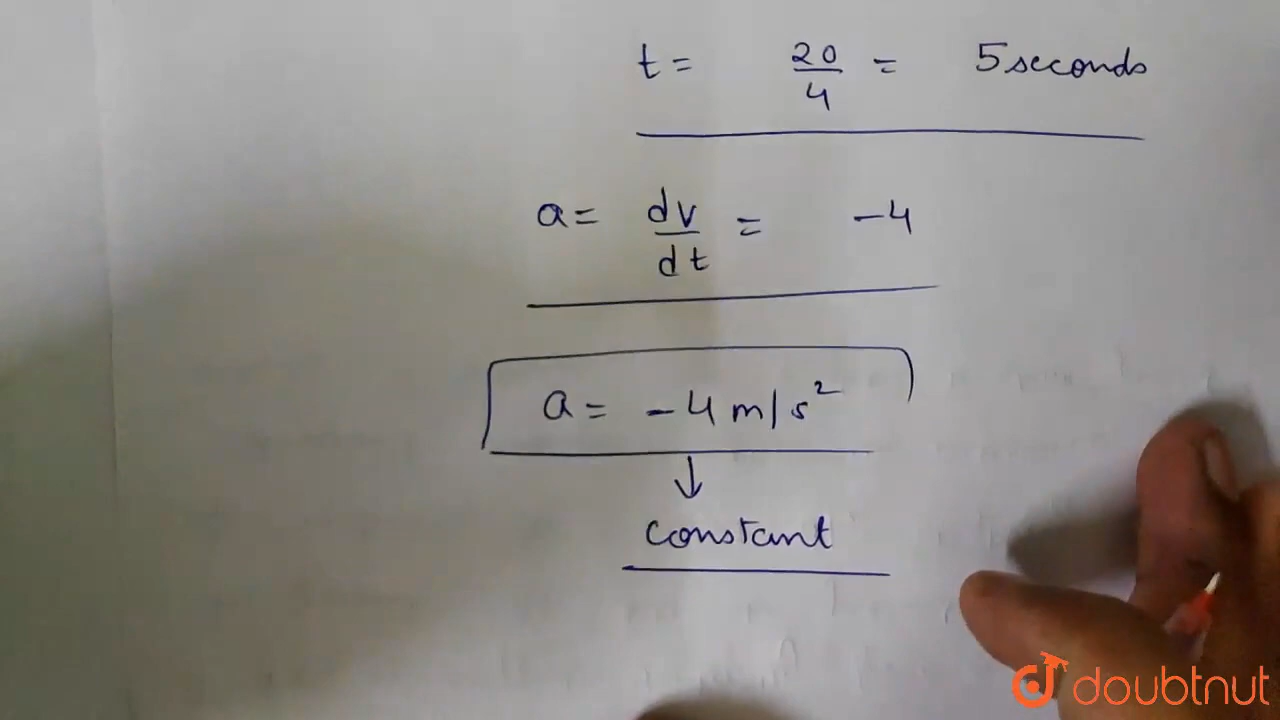 t = 20/4 = 5 seconds
a = dv/dt = -4
a = -4 m/s²
↓
constant
doubtnut